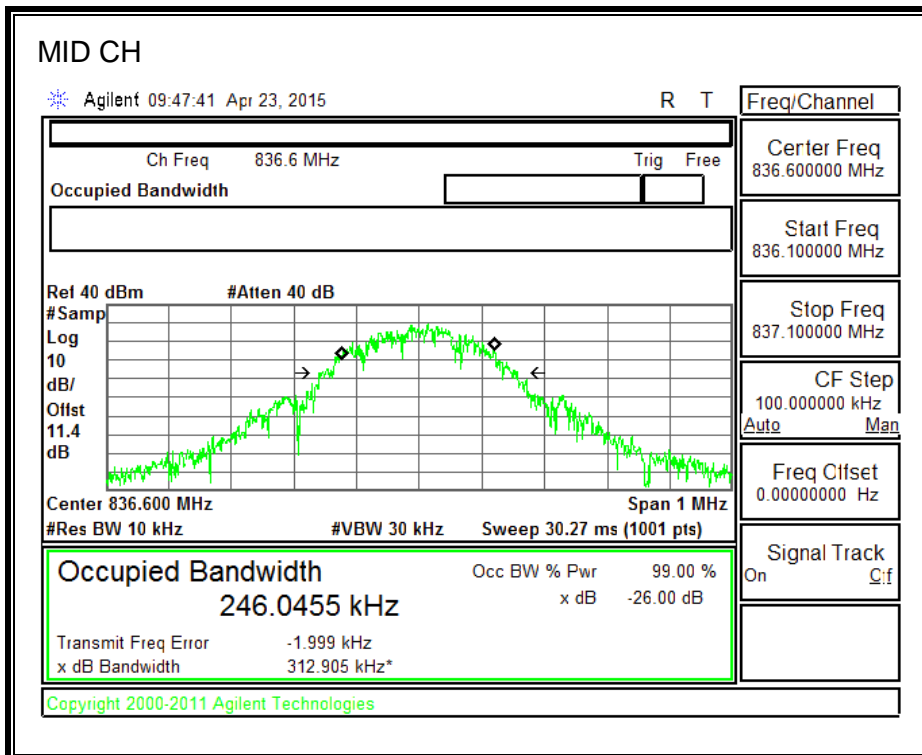 MID CH
Agilent 09:47:41 Apr 23, 2015 R T
Ch Freq 836.6 MHz Trig Free
Occupied Bandwidth
Ref 40 dBm #Atten 40 dB
#Samp
Log
10
dB/
Offst
11.4
dB
Center 836.600 MHz Span 1 MHz
#Res BW 10 kHz #VBW 30 kHz Sweep 30.27 ms (1001 pts)
Occupied Bandwidth
246.0455 kHz
Occ BW % Pwr 99.00 %
x dB -26.00 dB
Transmit Freq Error -1.999 kHz
x dB Bandwidth 312.905 kHz*
Copyright 2000-2011 Agilent Technologies
Freq/Channel
Center Freq
836.600000 MHz
Start Freq
836.100000 MHz
Stop Freq
837.100000 MHz
CF Step
100.000000 kHz
Auto Man
Freq Offset
0.00000000 Hz
Signal Track
On Off